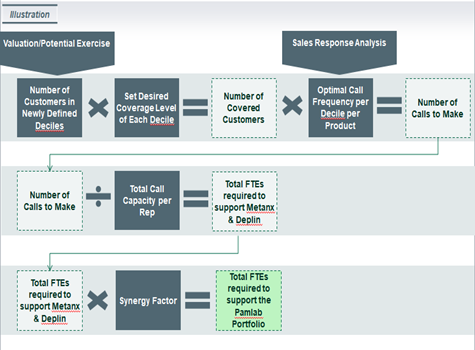 Illustration
Valuation/Potential Exercise
Sales Response Analysis
Number of
Customers in
Newly Defined
Deciles
Set Desired
Coverage Level
of Each Decile
Number of
Covered
Customers
Optimal Call
Frequency per
Decile per
Product
Number of
Calls to Make
Number of
Calls to Make
Total Call
Capacity per
Rep
Total FTEs
required to
support Metanx
& Deplin
Total FTEs
required to
support Metanx
& Deplin
Synergy Factor
Total FTEs
required to
support the
Pamlab
Portfolio